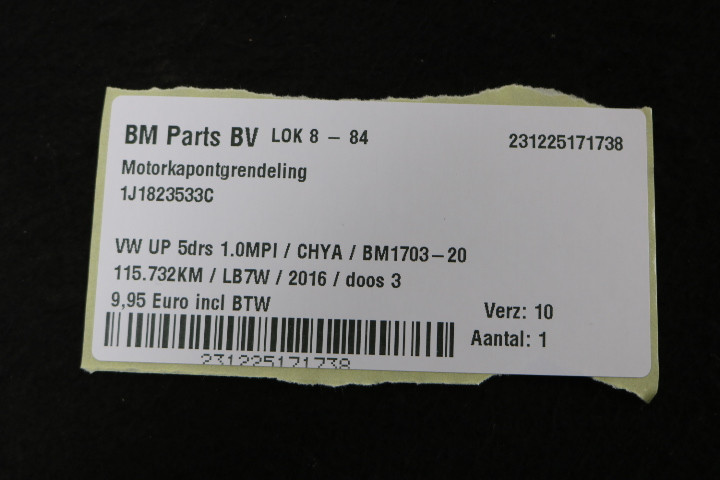 BM Parts BV LOK 8 - 84 231225171738
Motorkapontgrendeling
1J1823533C
VW UP 5drs 1.0MPI / CHYA / BM1703-20
115.732KM / LB7W / 2016 / doos 3
9,95 Euro incl BTW
Verz: 10
Aantal: 1
231225171738